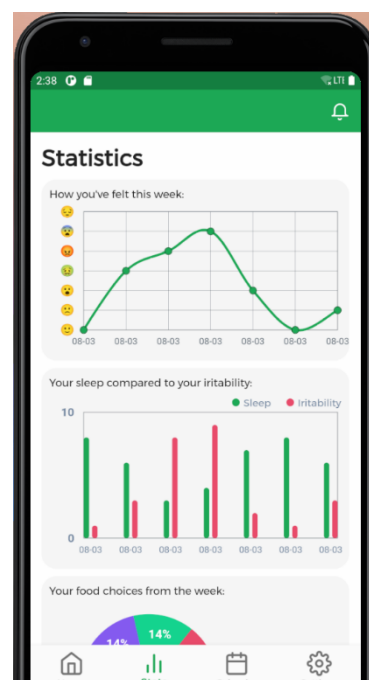 2:38 LTI
Statistics
How you've felt this week:
08-03 08-03 08-03 08-03 08-03 08-03 08-03
Your sleep compared to your iritability:
Sleep Iritability
10
0
08-03 08-03 08-03 08-03 08-03 08-03 08-03
Your food choices from the week:
14%
14%